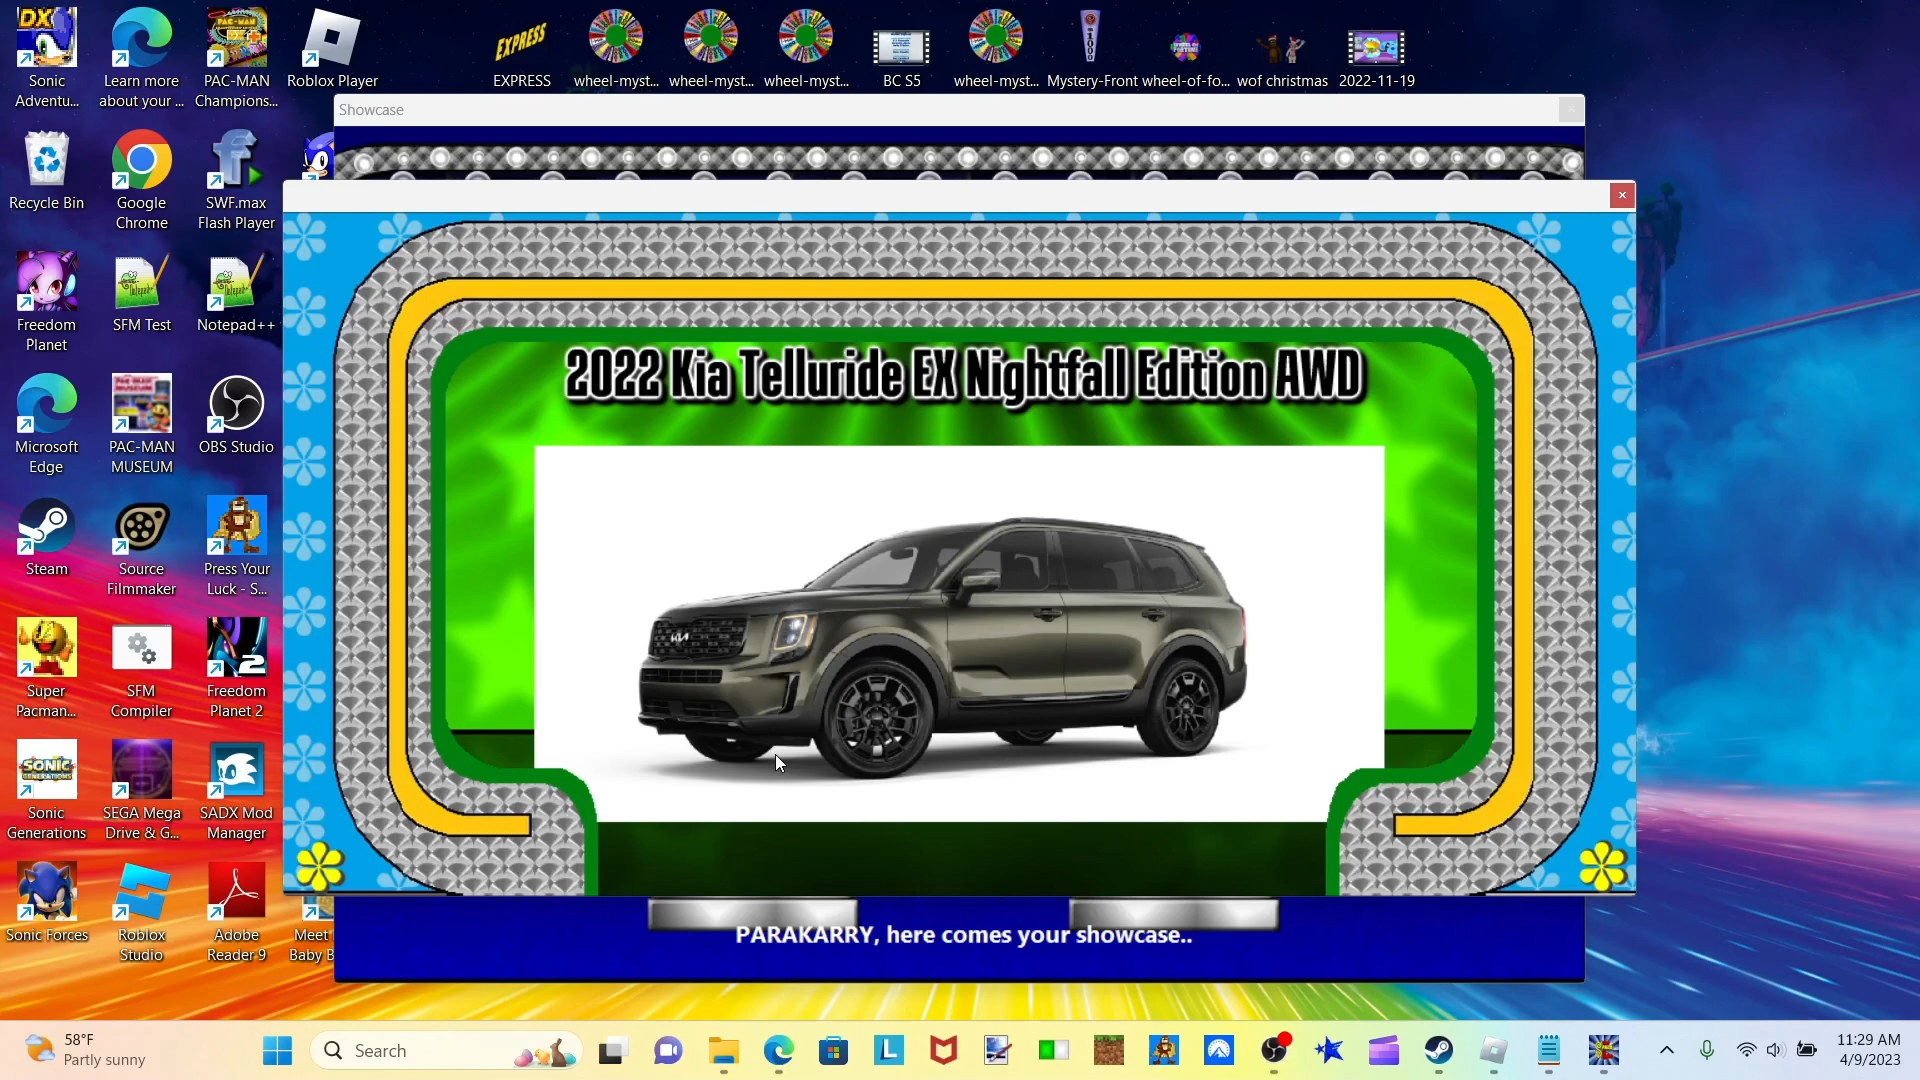 Sonic Adventu...
Learn more about your ...
PAC-MAN Champions...
Roblox Player
EXPRESS
EXPRESS
wheel-myst...
wheel-myst...
wheel-myst...
BC S5
wheel-myst...
Mystery-Front
wheel-of-fo...
wof christmas
2022-11-19
Showcase
Recycle Bin
Google Chrome
SWF.max Flash Player
2022 Kia Telluride EX Nightfall Edition AWD
Freedom Planet
SFM Test
Notepad++
Microsoft Edge
PAC-MAN MUSEUM
OBS Studio
Steam
Source Filmmaker
Press Your Luck - S...
Super Pacman...
SFM Compiler
Freedom Planet 2
Sonic Generations
SEGA Mega Drive & G...
SADX Mod Manager
Sonic Forces
Roblox Studio
Adobe Reader 9
Meet
Baby B
PARAKARRY, here comes your showcase..
58°F
Partly sunny
Search
11:29 AM
4/9/2023